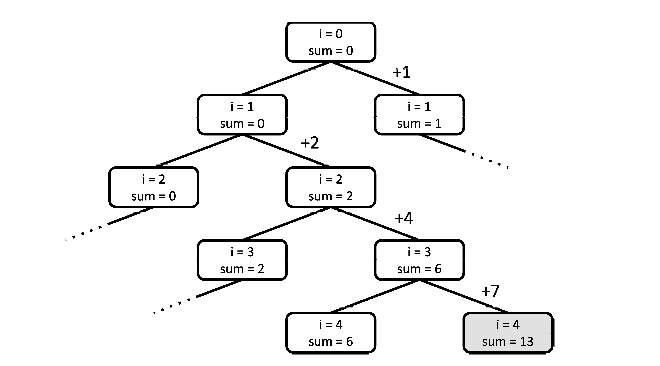 i = 0
sum = 0
+1
i = 1
sum = 0
i = 1
sum = 1
+2
i = 2
sum = 0
i = 2
sum = 2
+4
i = 3
sum = 2
i = 3
sum = 6
+7
i = 4
sum = 6
i = 4
sum = 13